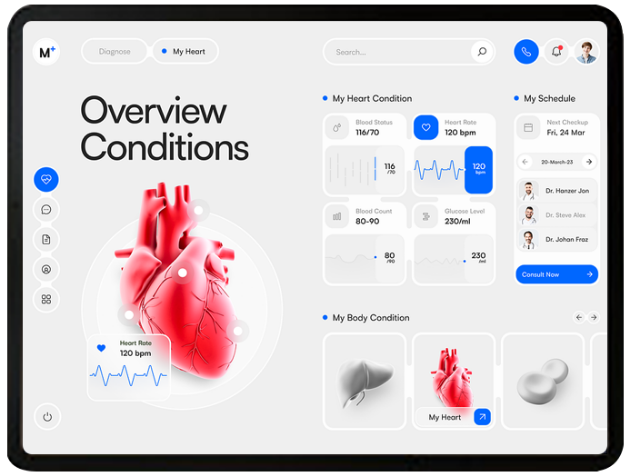 M+
Diagnose
My Heart
Search...
Overview
Conditions
Heart Rate
120 bpm
My Heart Condition
Blood Status
116/70
116
/70
Heart Rate
120 bpm
120
bpm
Blood Count
80-90
80
/90
Glucose Level
230/ml
230
/ml
My Schedule
Next Checkup
Fri, 24 Mar
20-March-23
Dr. Hanzer Jon
Dr. Steve Alex
Dr. Johan Fraz
Consult Now
My Body Condition
My Heart